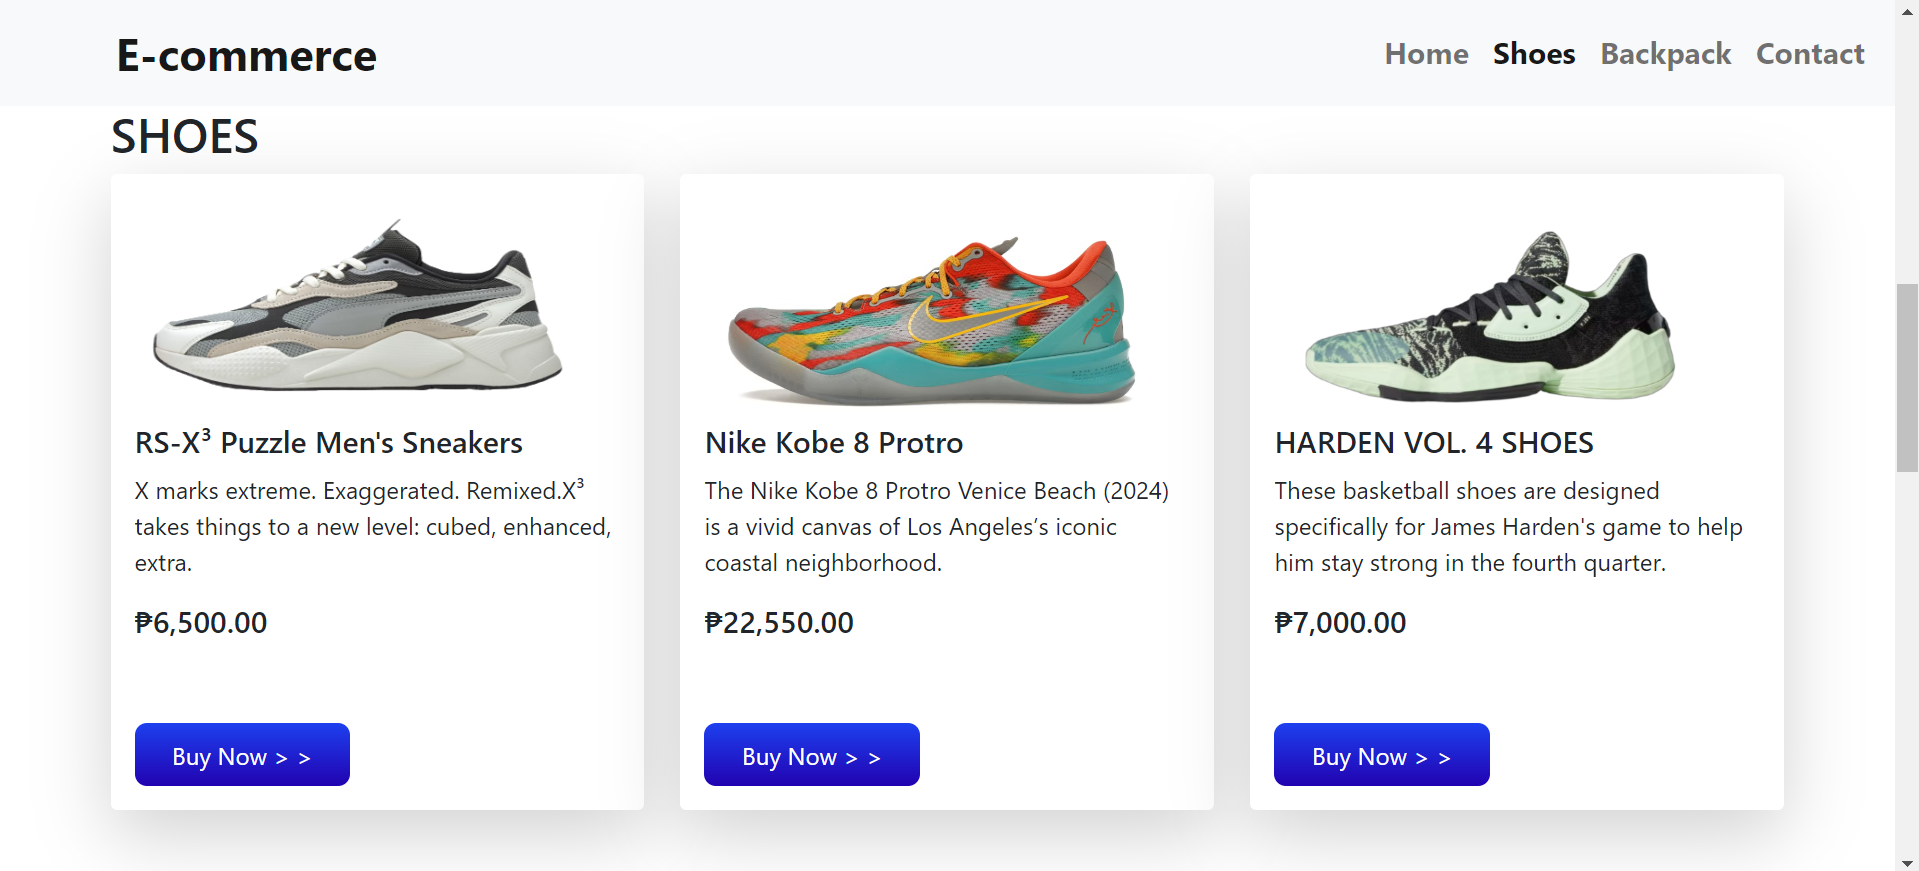 E-commerce
Home Shoes Backpack Contact
SHOES
RS-X³ Puzzle Men's Sneakers
X marks extreme. Exaggerated. Remixed.X³
takes things to a new level: cubed, enhanced,
extra.
₱6,500.00
Buy Now > >
Nike Kobe 8 Protro
The Nike Kobe 8 Protro Venice Beach (2024)
is a vivid canvas of Los Angeles’s iconic
coastal neighborhood.
₱22,550.00
Buy Now > >
HARDEN VOL. 4 SHOES
These basketball shoes are designed
specifically for James Harden's game to help
him stay strong in the fourth quarter.
₱7,000.00
Buy Now > >